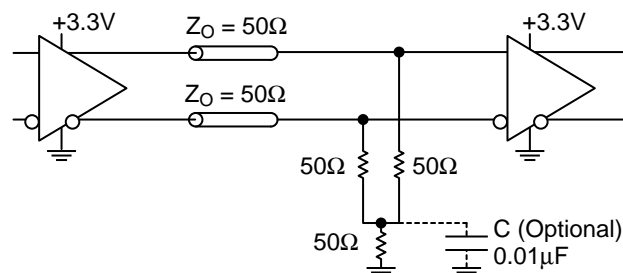 +3.3V
Z_O = 50Ω
+3.3V
Z_O = 50Ω
50Ω
50Ω
50Ω
C (Optional)
0.01μF